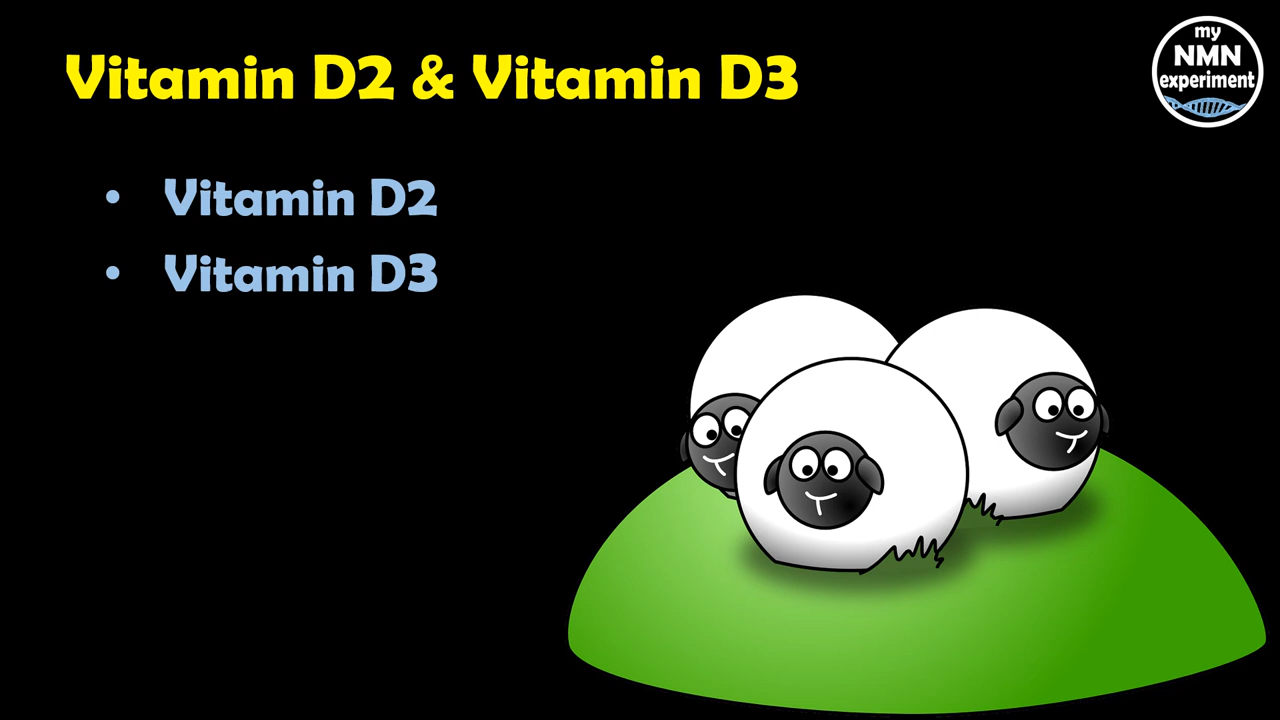 Vitamin D2 & Vitamin D3
my
NMN
experiment
• Vitamin D2
• Vitamin D3